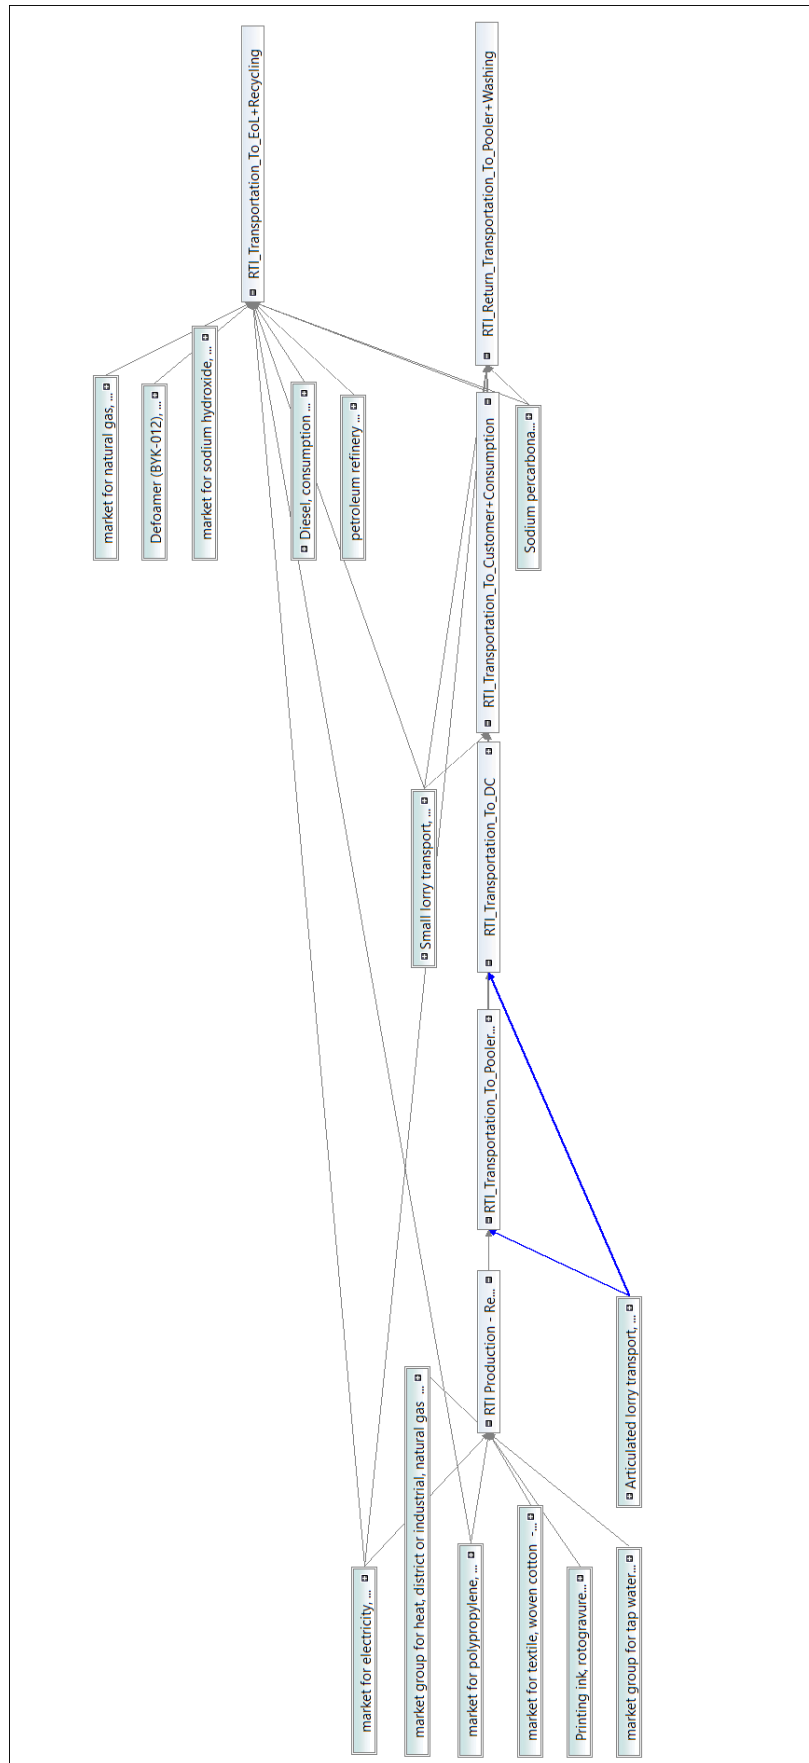 RTI_Transportation_To_EoL+Recycling
RTI_Return_Transportation_To_Pooler+Washing
market for natural gas, ...
Defoamer (BYK-012), ...
market for sodium hydroxide, ...
Diesel, consumption ...
petroleum refinery ...
RTI_Transportation_To_Customer+Consumption
Sodium percarbona...
Small lorry transport, ...
RTI_Transportation_To_DC
RTI_Transportation_To_Pooler...
RTI Production - Re...
Articulated lorry transport, ...
market for electricity, ...
market group for heat, district or industrial, natural gas ...
market for polypropylene, ...
market for textile, woven cotton -...
Printing ink, rotogravure...
market group for tap water...